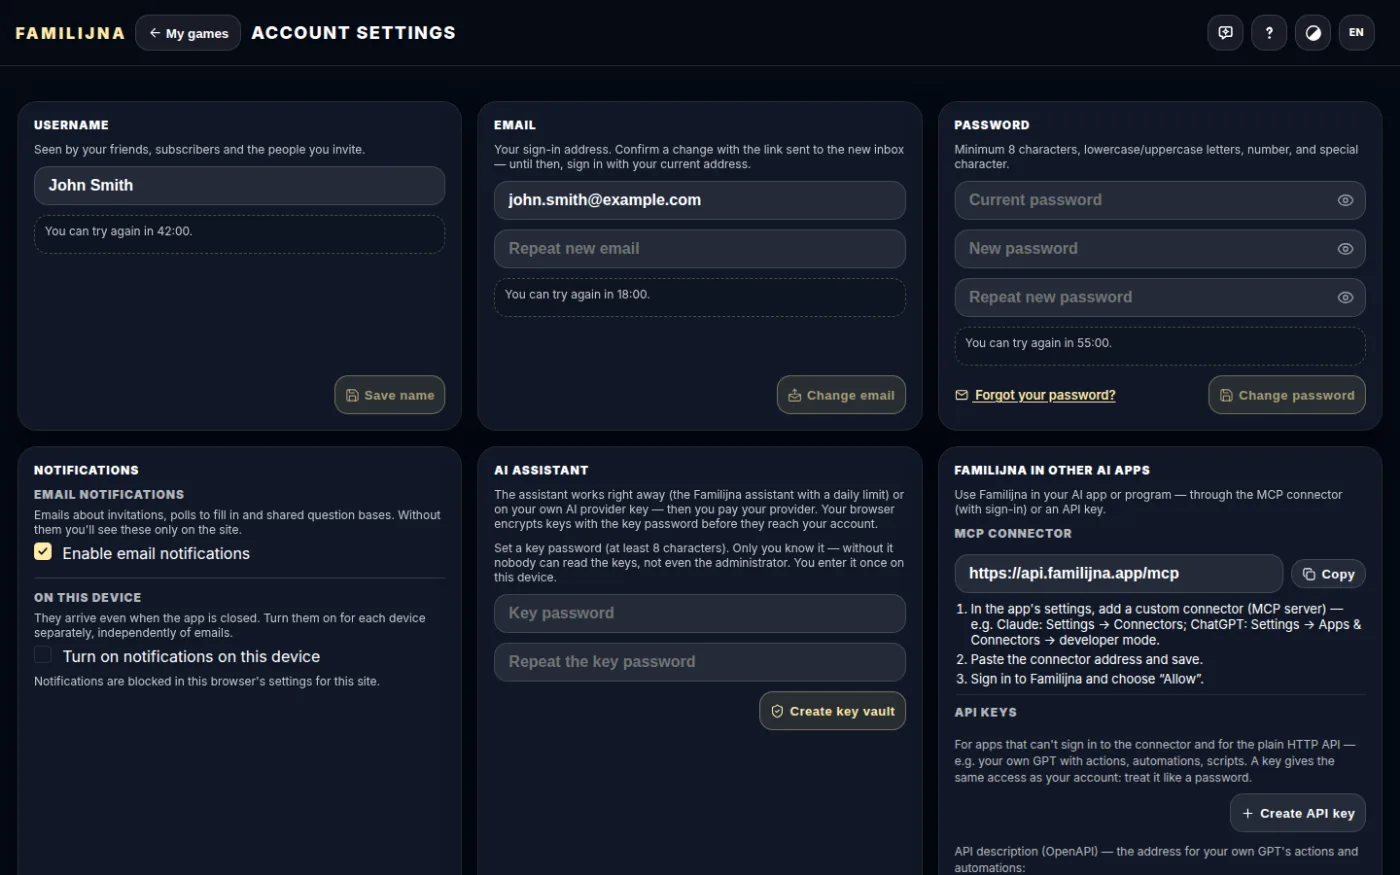 FAMILIJNA
← My games
ACCOUNT SETTINGS
?
EN
USERNAME
Seen by your friends, subscribers and the people you invite.
John Smith
You can try again in 42:00.
Save name
EMAIL
Your sign-in address. Confirm a change with the link sent to the new inbox
— until then, sign in with your current address.
john.smith@example.com
Repeat new email
You can try again in 18:00.
Change email
PASSWORD
Minimum 8 characters, lowercase/uppercase letters, number, and special
character.
Current password
New password
Repeat new password
You can try again in 55:00.
Forgot your password?
Change password
NOTIFICATIONS
EMAIL NOTIFICATIONS
Emails about invitations, polls to fill in and shared question bases. Without
them you'll see these only on the site.
Enable email notifications
ON THIS DEVICE
They arrive even when the app is closed. Turn them on for each device
separately, independently of emails.
Turn on notifications on this device
Notifications are blocked in this browser's settings for this site.
AI ASSISTANT
The assistant works right away (the Familijna assistant with a daily limit) or
on your own AI provider key — then you pay your provider. Your browser
encrypts keys with the key password before they reach your account.
Set a key password (at least 8 characters). Only you know it — without it
nobody can read the keys, not even the administrator. You enter it once on
this device.
Key password
Repeat the key password
Create key vault
FAMILIJNA IN OTHER AI APPS
Use Familijna in your AI app or program — through the MCP connector
(with sign-in) or an API key.
MCP CONNECTOR
https://api.familijna.app/mcp
Copy
1. In the app's settings, add a custom connector (MCP server) —
e.g. Claude: Settings → Connectors; ChatGPT: Settings → Apps &
Connectors → developer mode.
2. Paste the connector address and save.
3. Sign in to Familijna and choose “Allow”.
API KEYS
For apps that can't sign in to the connector and for the plain HTTP API —
e.g. your own GPT with actions, automations, scripts. A key gives the
same access as your account: treat it like a password.
+ Create API key
API description (OpenAPI) — the address for your own GPT's actions and
automations: